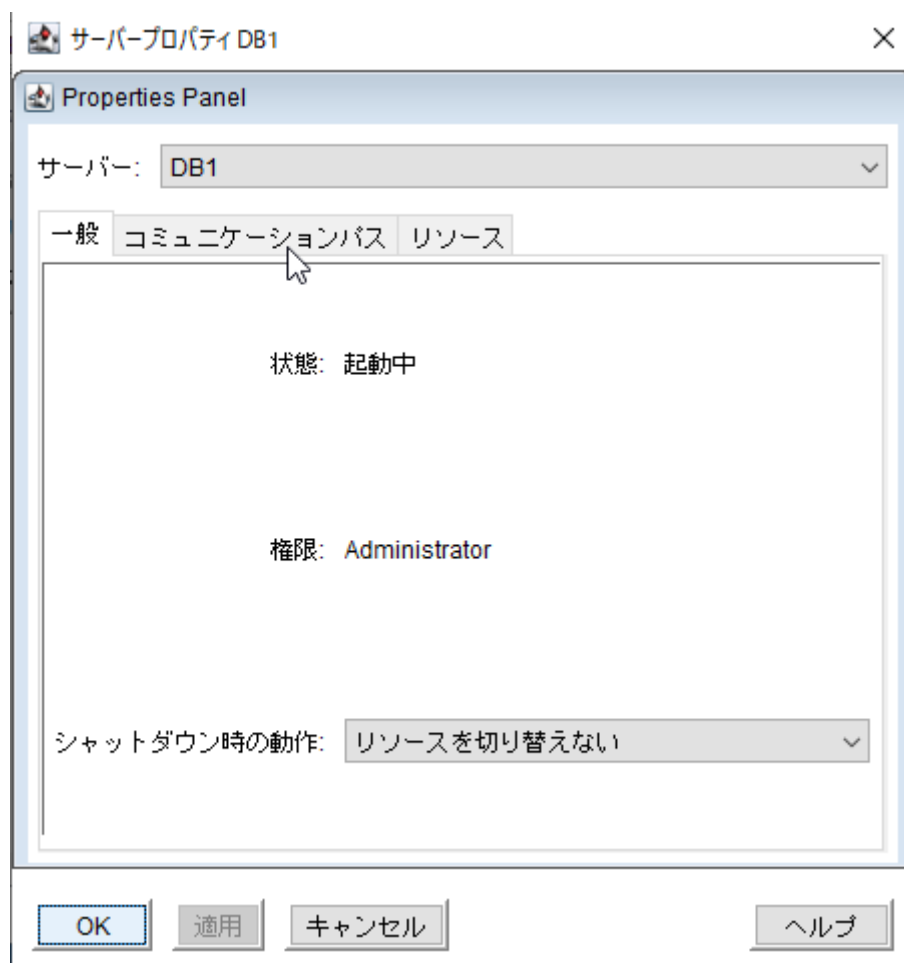 サーバープロパティ DB1
Properties Panel
サーバー: DB1
一般 コミュニケーションパス リソース
状態: 起動中
権限: Administrator
シャットダウン時の動作: リソースを切り替えない
OK 適用 キャンセル ヘルプ